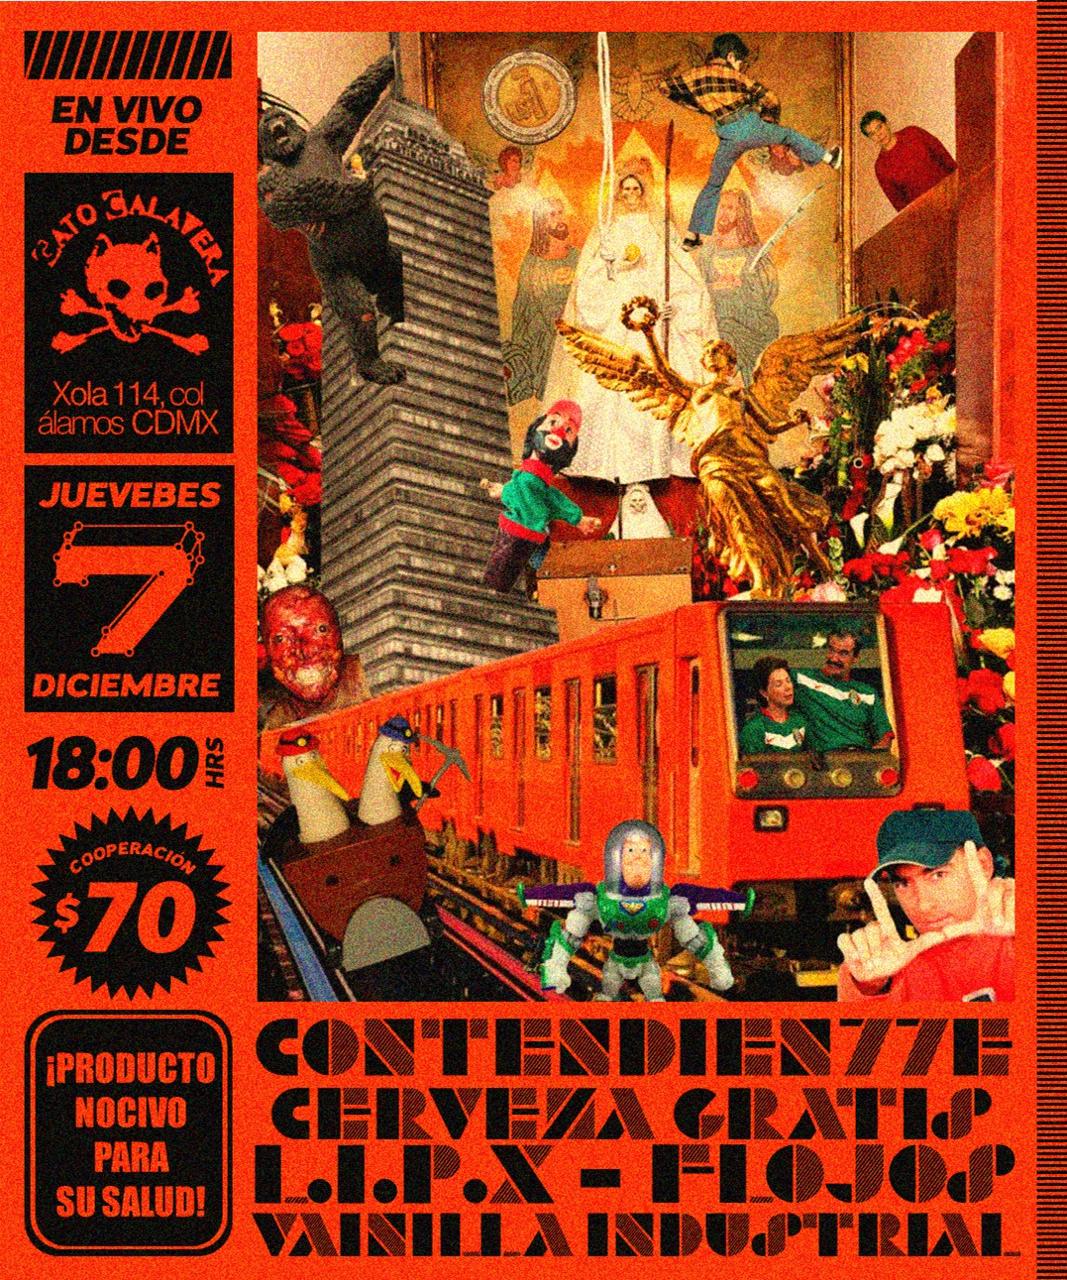 EN VIVO
DESDE
GATO CALAVERA
Xola 114, col
álamos CDMX
JUEVEBES
7
DICIEMBRE
18:00 HRS
COOPERACIÓN
$70
¡PRODUCTO
NOCIVO
PARA
SU SALUD!
CONTENDIEN77E
CERVEZA GRATIS
L.I.P.X - FLOJOS
VAINILLA INDUSTRIAL